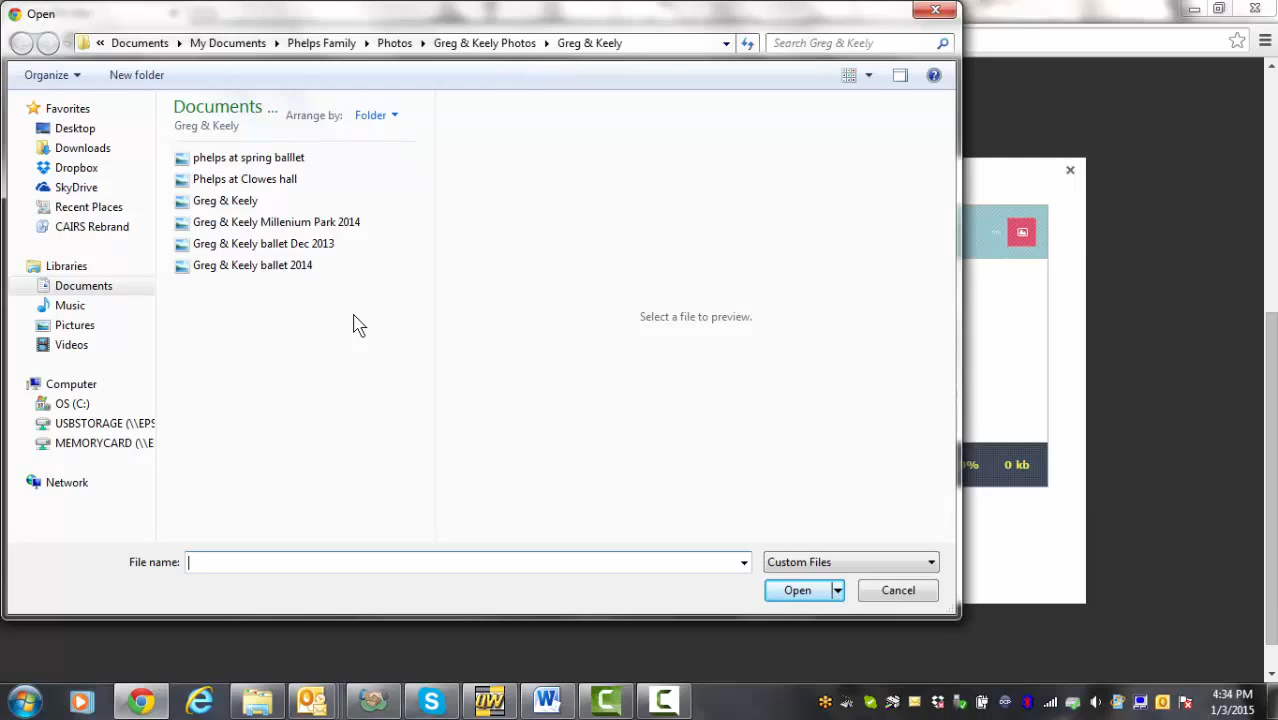 Open
« Documents ▸ My Documents ▸ Phelps Family ▸ Photos ▸ Greg & Keely Photos ▸ Greg & Keely
Search Greg & Keely
Organize
New folder
Favorites
Desktop
Downloads
Dropbox
SkyDrive
Recent Places
CAIRS Rebrand
Libraries
Documents
Music
Pictures
Videos
Computer
OS (C:)
USBSTORAGE (\\EPS
MEMORYCARD (\\E
Network
Documents ...
Greg & Keely
Arrange by: Folder
phelps at spring balllet
Phelps at Clowes hall
Greg & Keely
Greg & Keely Millenium Park 2014
Greg & Keely ballet Dec 2013
Greg & Keely ballet 2014
Select a file to preview.
% 0 kb
File name:
Custom Files
Open
Cancel
4:34 PM
1/3/2015